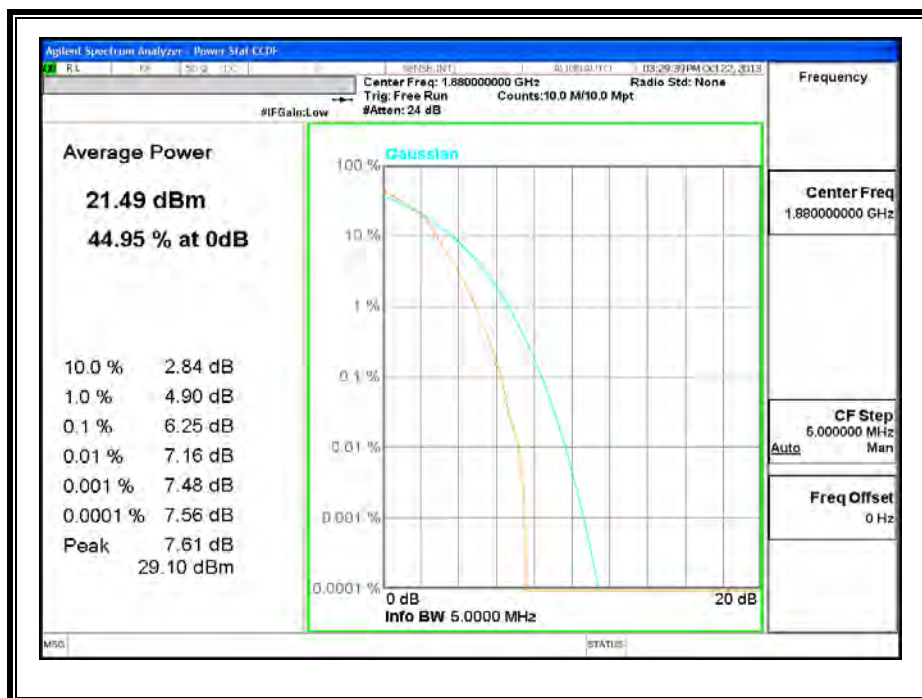 Agilent Spectrum Analyzer - Power Stat CCDF
RL RF 50 Ω DC SENSE:INT ALIGN AUTO 03:29:39 PM Oct 22, 2013
Center Freq: 1.880000000 GHz Radio Std: None
Trig: Free Run Counts:10.0 M/10.0 Mpt
#IFGain:Low #Atten: 24 dB
Frequency
Average Power
21.49 dBm
44.95 % at 0dB
10.0 % 2.84 dB
1.0 % 4.90 dB
0.1 % 6.25 dB
0.01 % 7.16 dB
0.001 % 7.48 dB
0.0001 % 7.56 dB
Peak 7.61 dB
29.10 dBm
Gaussian
100 %
10 %
1 %
0.1 %
0.01 %
0.001 %
0.0001 %
0 dB 20 dB
Info BW 5.0000 MHz
Center Freq
1.880000000 GHz
CF Step
5.000000 MHz
Auto Man
Freq Offset
0 Hz
MSG STATUS